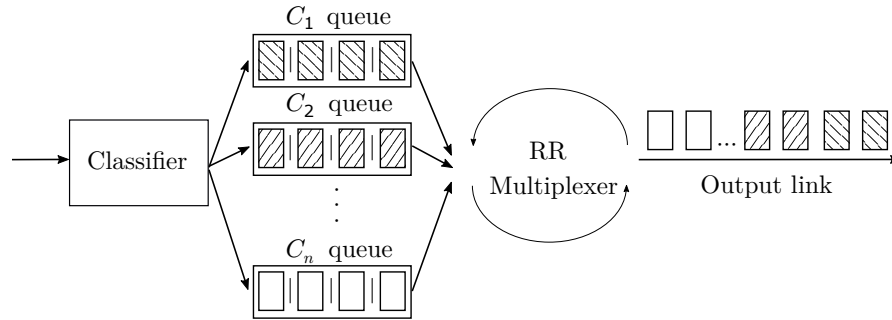 C₁ queue
C₂ queue
Classifier
RR
Multiplexer
...
Output link
⋮
Cₙ queue